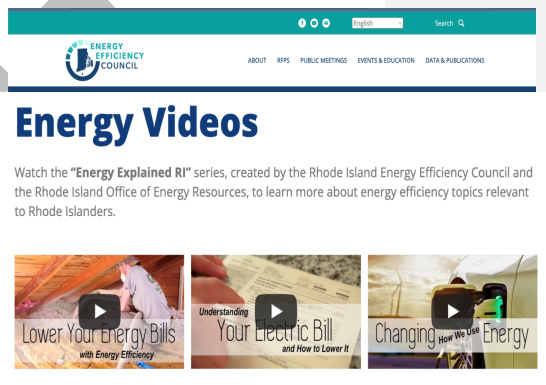 English
Search
ENERGY
EFFICIENCY
COUNCIL
ABOUT RFPS PUBLIC MEETINGS EVENTS & EDUCATION DATA & PUBLICATIONS
Energy Videos
Watch the “Energy Explained RI” series, created by the Rhode Island Energy Efficiency Council and
the Rhode Island Office of Energy Resources, to learn more about energy efficiency topics relevant
to Rhode Islanders.
Lower Your Energy Bills
with Energy Efficiency
Understanding
Your Electric Bill
and How to Lower It
Changing How We Use Energy